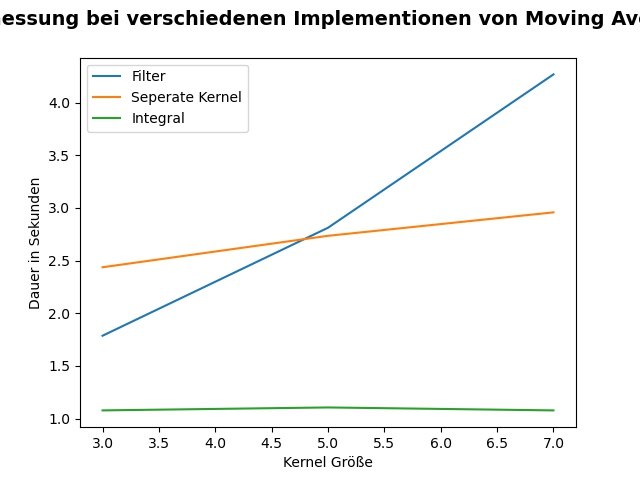 bei verschiedenen Implementionen von Moving
Filter
Seperate Kernel
Integral
Dauer in Sekunden
4.0
3.5
3.0
2.5
2.0
1.5
1.0
3.0 3.5 4.0 4.5 5.0 5.5 6.0 6.5 7.0
Kernel Größe